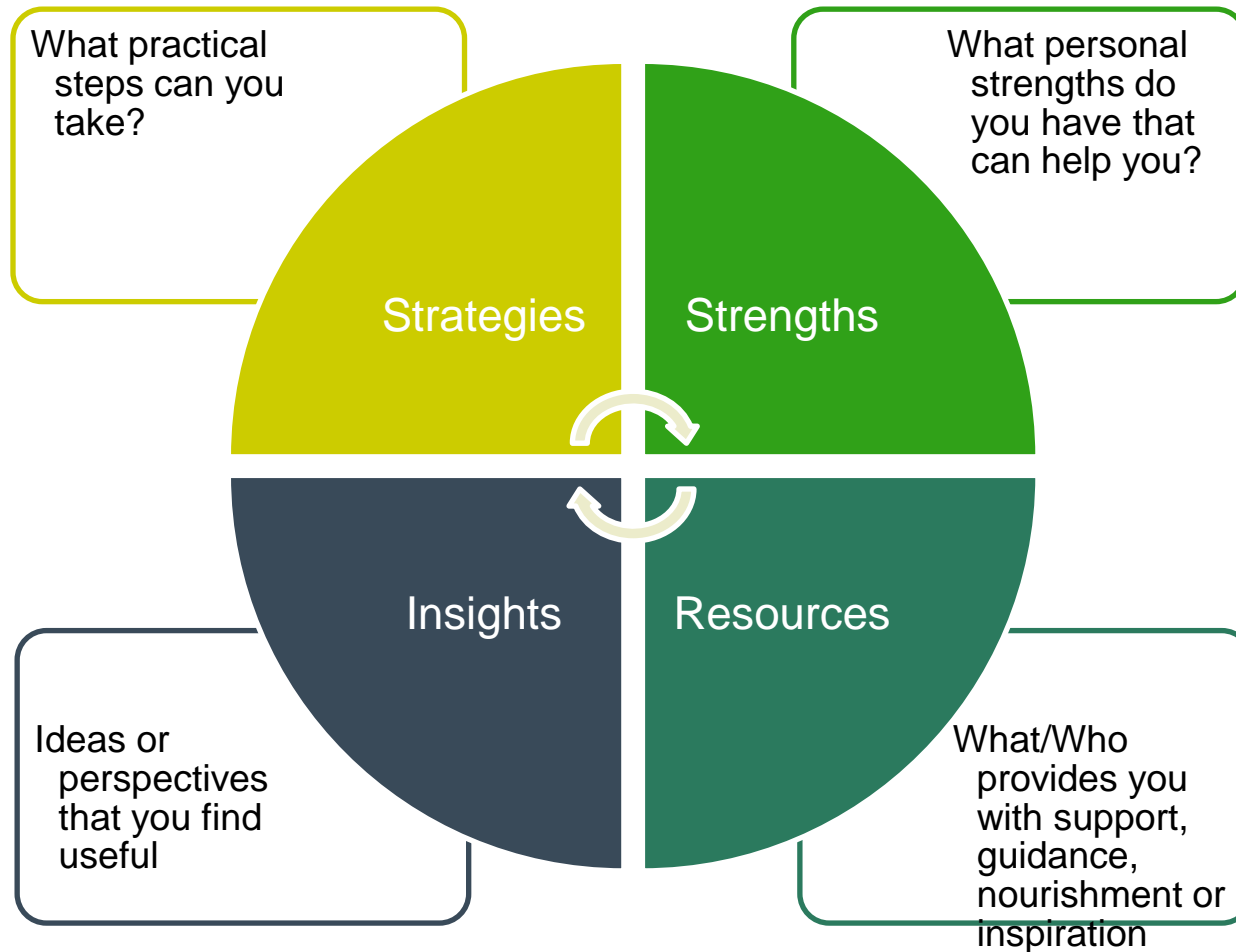 What practical
steps can you
take?
What personal
strengths do
you have that
can help you?
Strategies
Strengths
Insights
Resources
Ideas or
perspectives
that you find
useful
What/Who
provides you
with support,
guidance,
nourishment or
inspiration